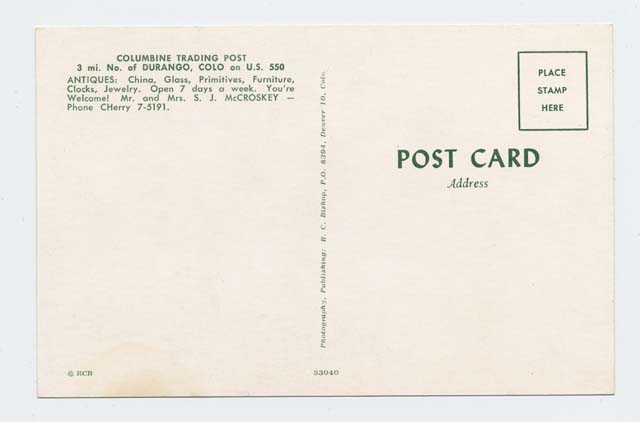 COLUMBINE TRADING POST
3 mi. No. of DURANGO, COLO on U.S. 550
ANTIQUES: China, Glass, Primitives, Furniture,
Clocks, Jewelry. Open 7 days a week. You're
Welcome! Mr. and Mrs. S. J. McCROSKEY —
Phone CHerry 7-5191.
© RCB
Photography, Publishing: R. C. Bishop, P.O. 8394, Denver 10, Colo.
53040
PLACE
STAMP
HERE
POST CARD
Address